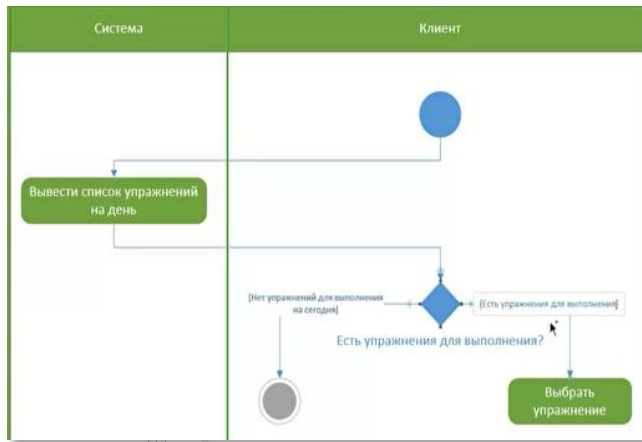 Система
Клиент
Вывести список упражнений
на день
[Нет упражнений для выполнения
на сегодня]
[Есть упражнения для выполнения]
Есть упражнения для выполнения?
Выбрать
упражнение